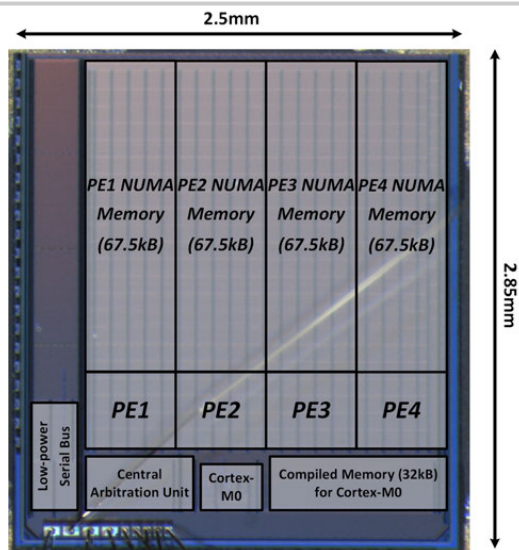 2.5mm
PE1 NUMA
Memory
(67.5kB)
PE2 NUMA
Memory
(67.5kB)
PE3 NUMA
Memory
(67.5kB)
PE4 NUMA
Memory
(67.5kB)
2.85mm
PE1
PE2
PE3
PE4
Low-power
Serial Bus
Central
Arbitration Unit
Cortex-
M0
Compiled Memory (32kB)
for Cortex-M0